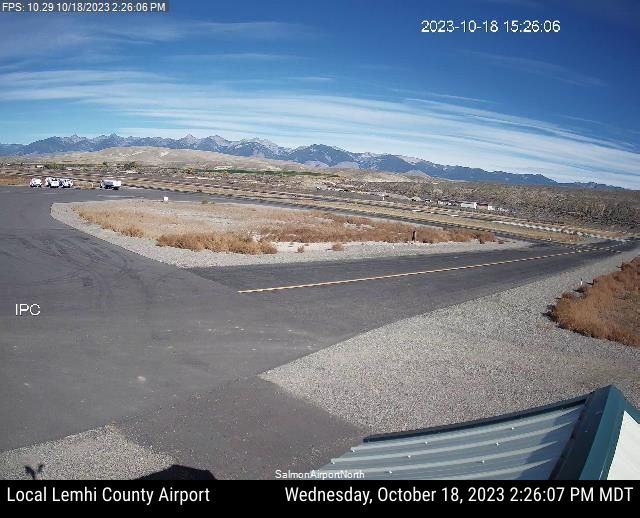 FPS: 10.29 10/18/2023 2:26:06 PM
2023-10-18 15:26:06
IPC
SalmonAirportNorth
Local Lemhi County Airport Wednesday, October 18, 2023 2:26:07 PM MDT